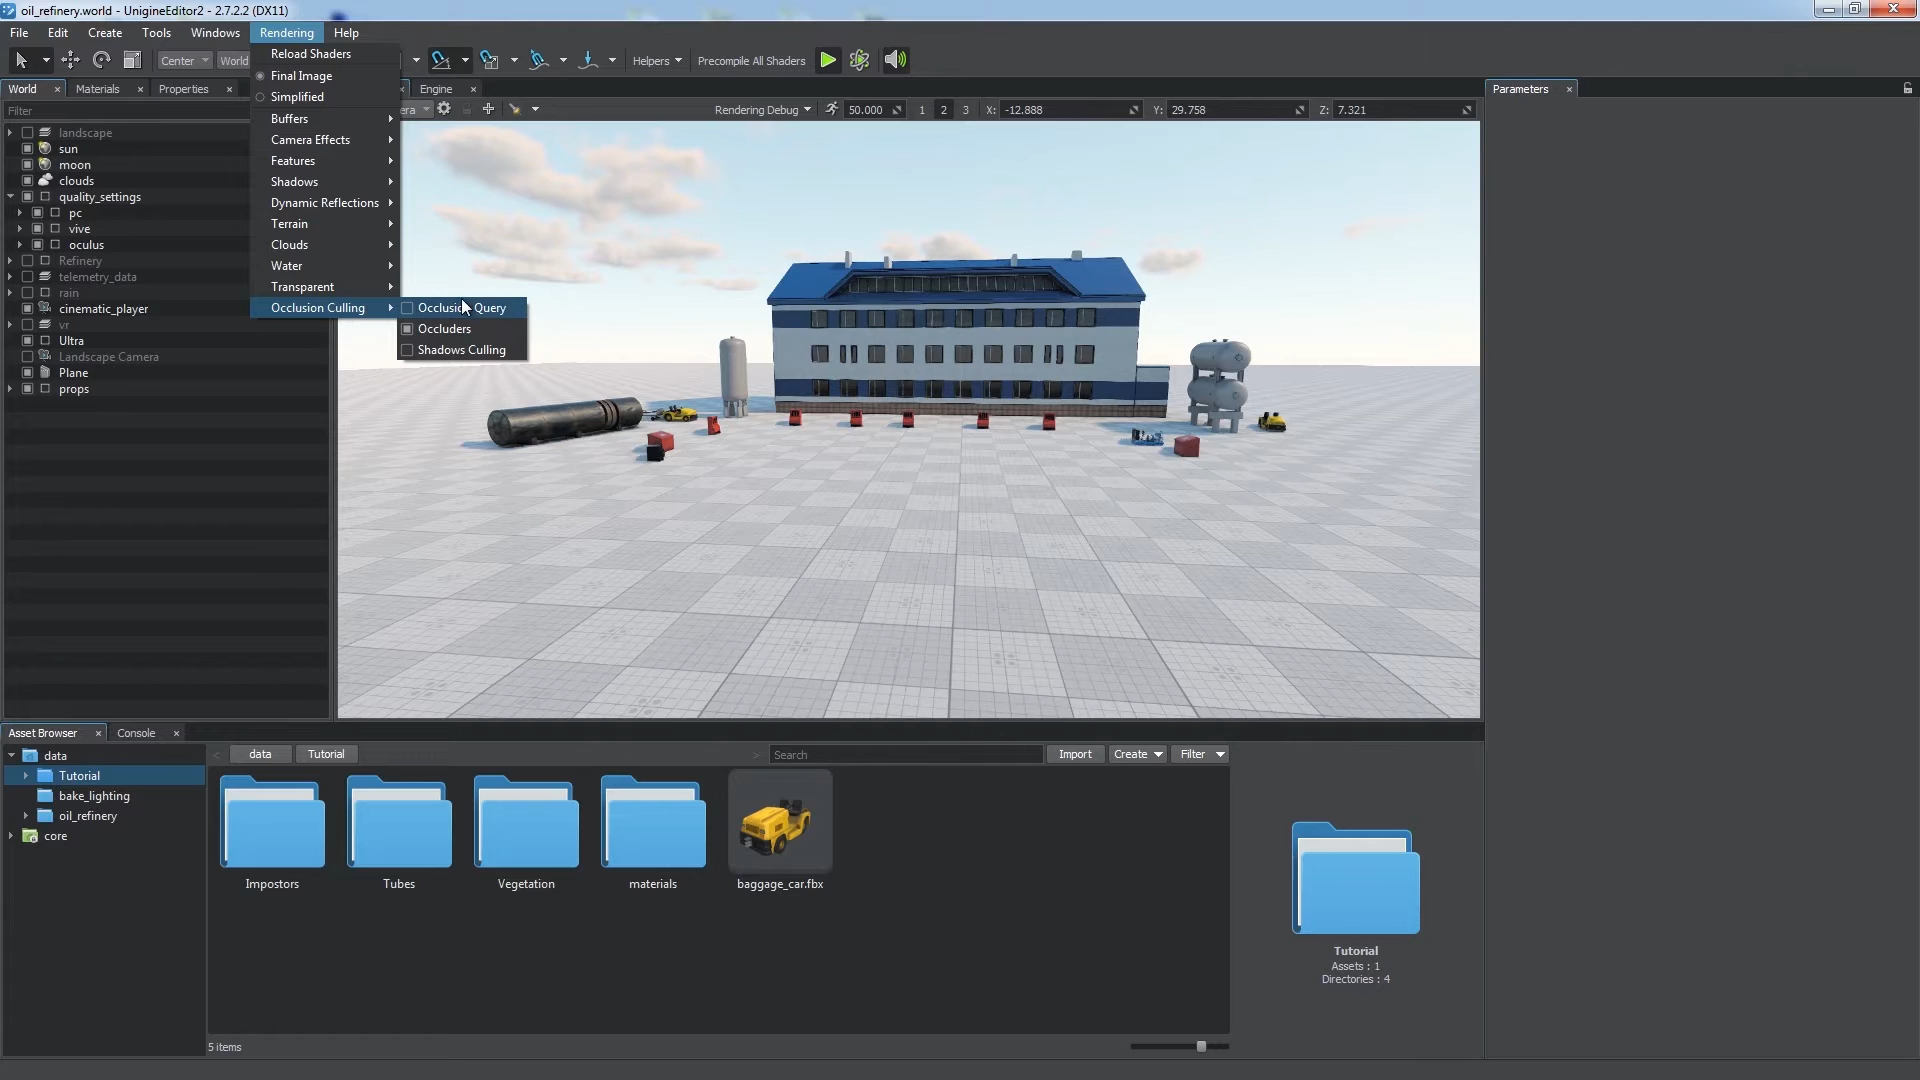 oil_refinery.world - UnigineEditor2 - 2.7.2.2 (DX11)
File Edit Create Tools Windows Rendering Help
Center World Helpers Precompile All Shaders
World Materials Properties Engine
Filter
Rendering Debug 50.000 1 2 3 X: -12.888 Y: 29.758 Z: 7.321
Reload Shaders
Final Image
Simplified
Buffers
Camera Effects
Features
Shadows
Dynamic Reflections
Terrain
Clouds
Water
Transparent
Occlusion Culling
Occlusion Query
Occluders
Shadows Culling
landscape
sun
moon
clouds
quality_settings
pc
vive
oculus
Refinery
telemetry_data
rain
cinematic_player
vr
Ultra
Landscape Camera
Plane
props
Parameters
Asset Browser Console
data
Tutorial
bake_lighting
oil_refinery
core
data Tutorial Search Import Create Filter
Impostors Tubes Vegetation materials baggage_car.fbx
Tutorial
Assets : 1
Directories : 4
5 items